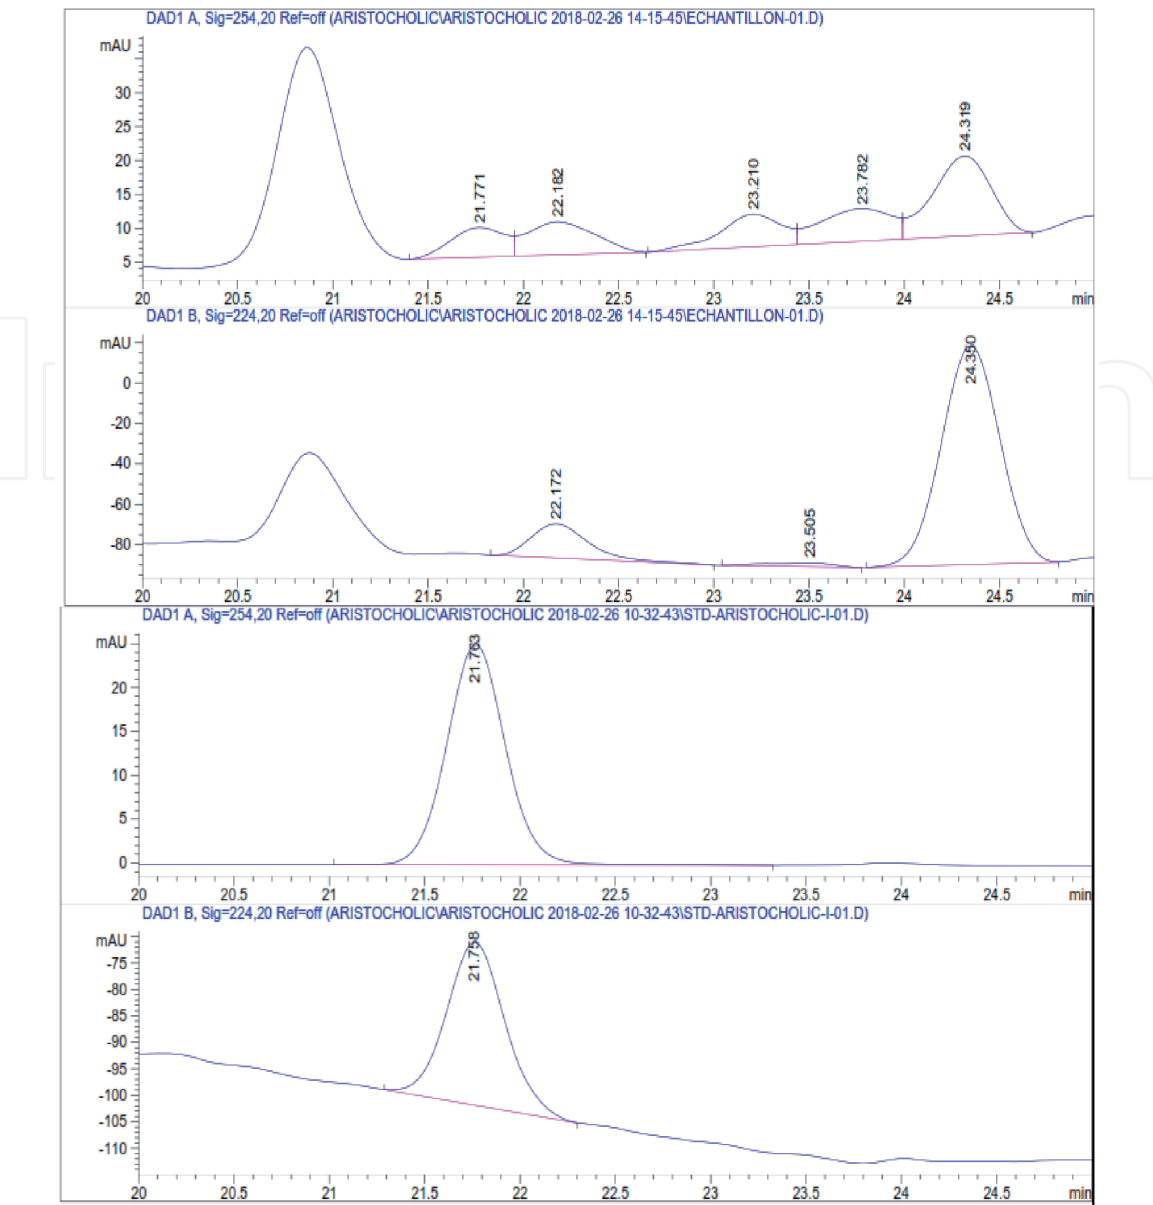 DAD1 A, Sig=254,20 Ref=off (ARISTOCHOLIC\ARISTOCHOLIC 2018-02-26 14-15-45\ECHANTILLON-01.D)
mAU
30
25
20
15
10
5
21.771
22.182
23.210
23.782
24.319
20 20.5 21 21.5 22 22.5 23 23.5 24 24.5 min
DAD1 B, Sig=224,20 Ref=off (ARISTOCHOLIC\ARISTOCHOLIC 2018-02-26 14-15-45\ECHANTILLON-01.D)
mAU
0
-20
-40
-60
-80
22.172
23.505
24.350
20 20.5 21 21.5 22 22.5 23 23.5 24 24.5 min
DAD1 A, Sig=254,20 Ref=off (ARISTOCHOLIC\ARISTOCHOLIC 2018-02-26 10-32-43\STD-ARISTOCHOLIC-I-01.D)
mAU
20
15
10
5
0
21.763
20 20.5 21 21.5 22 22.5 23 23.5 24 24.5 min
DAD1 B, Sig=224,20 Ref=off (ARISTOCHOLIC\ARISTOCHOLIC 2018-02-26 10-32-43\STD-ARISTOCHOLIC-I-01.D)
mAU
-75
-80
-85
-90
-95
-100
-105
-110
21.758
20 20.5 21 21.5 22 22.5 23 23.5 24 24.5 min